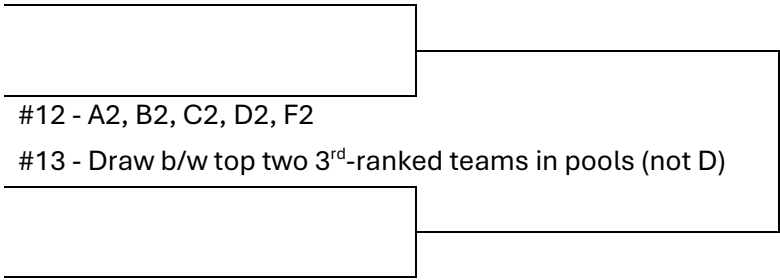 #12 - A2, B2, C2, D2, F2
#13 - Draw b/w top two 3rd-ranked teams in pools (not D)